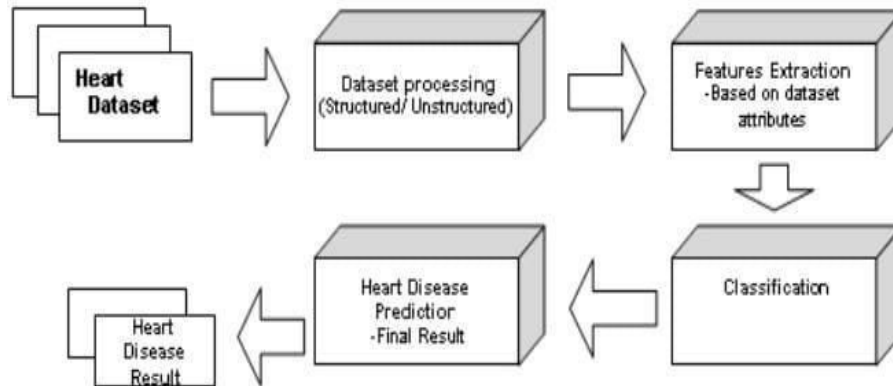 Heart
Dataset
Dataset processing
(Structured/ Unstructured)
Features Extraction
-Based on dataset
attributes
Classification
Heart Disease
Prediction
-Final Result
Heart
Disease
Result